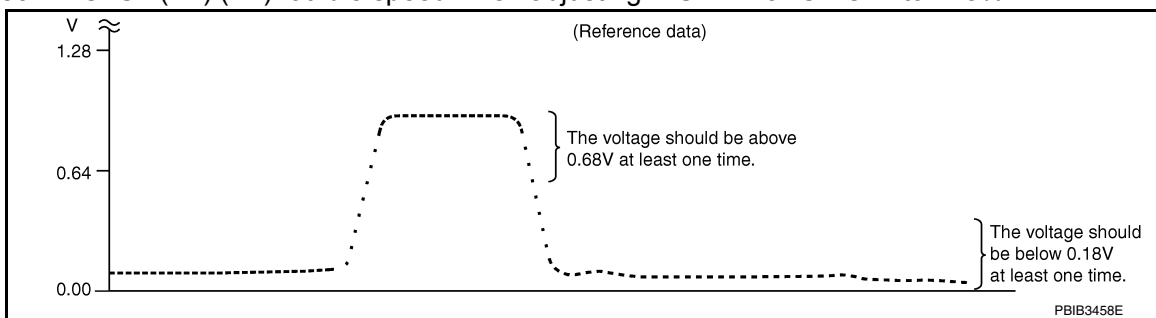 V
(Reference data)
1.28
The voltage should be above
0.68V at least one time.
0.64
The voltage should
be below 0.18V
at least one time.
0.00
PBIB3458E